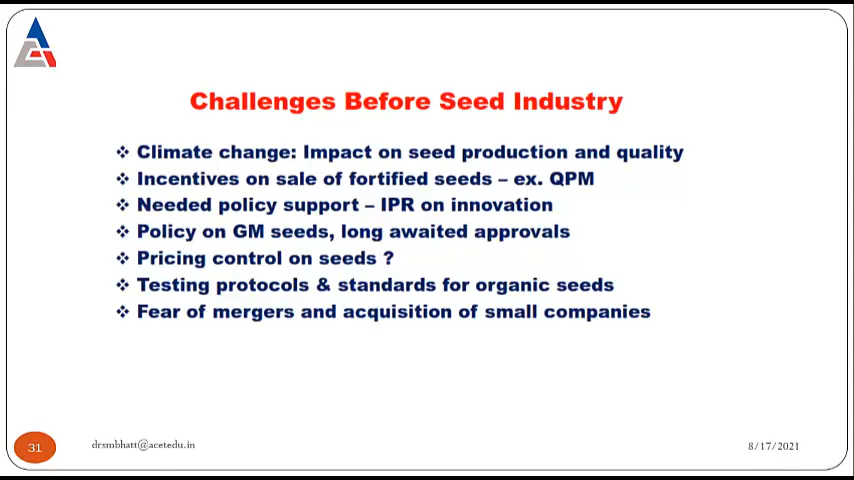 Challenges Before Seed Industry
❖ Climate change: Impact on seed production and quality
❖ Incentives on sale of fortified seeds – ex. QPM
❖ Needed policy support – IPR on innovation
❖ Policy on GM seeds, long awaited approvals
❖ Pricing control on seeds ?
❖ Testing protocols & standards for organic seeds
❖ Fear of mergers and acquisition of small companies
31
drsmbhatt@acetedu.in
8/17/2021